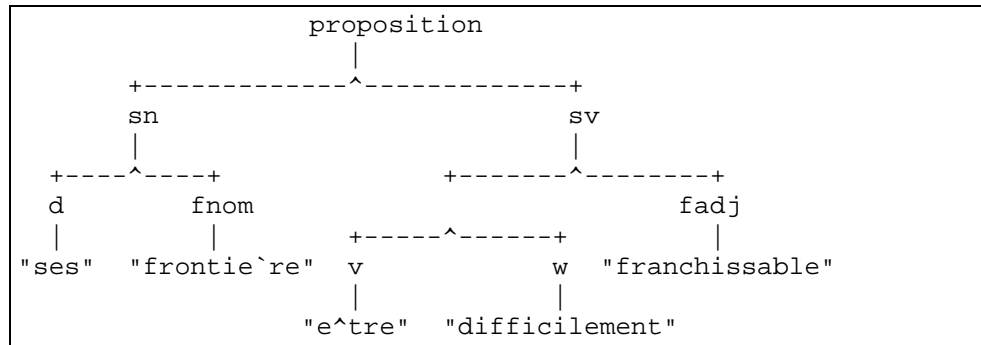 proposition
|
+-------------^-------------+
sn sv
| |
+----^----+ +-------^--------+
d fnom fadj
| | +-----^------+ |
"ses" "frontie`re" v w "franchissable"
| |
"e^tre" "difficilement"